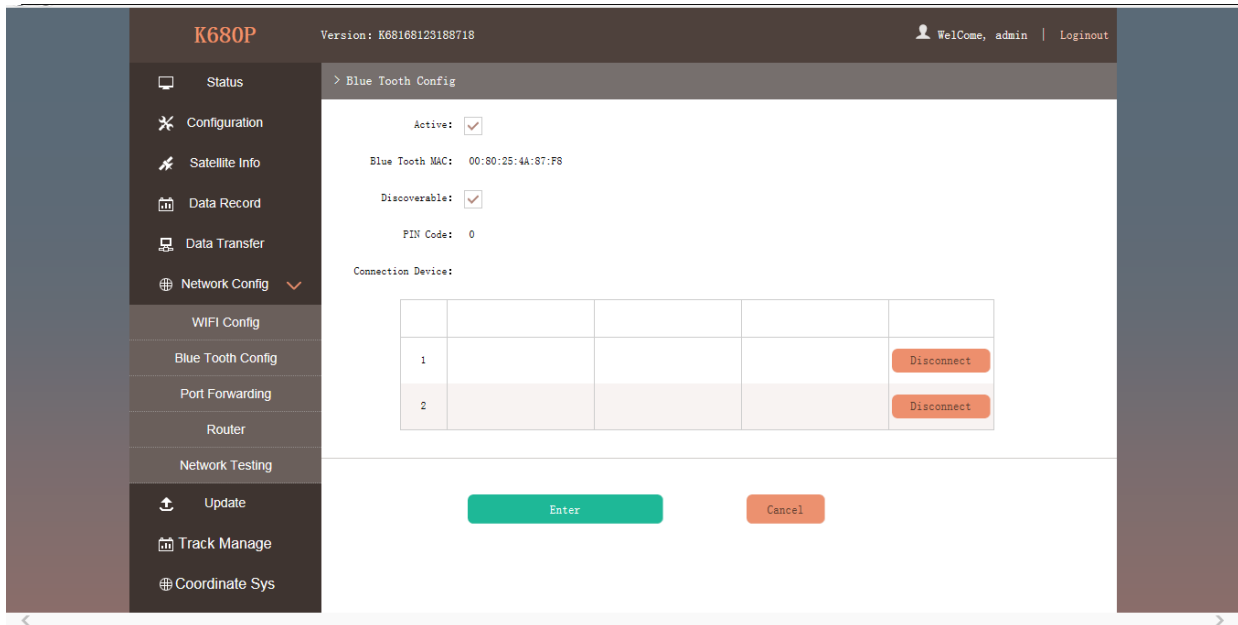 K680P
Version: K68168123188718
WelCome, admin | Loginout
Status
Configuration
Satellite Info
Data Record
Data Transfer
Network Config
WIFI Config
Blue Tooth Config
Port Forwarding
Router
Network Testing
Update
Track Manage
Coordinate Sys
> Blue Tooth Config
Active:
Blue Tooth MAC: 00:80:25:4A:87:F8
Discoverable:
PIN Code: 0
Connection Device:
1 Disconnect
2 Disconnect
Enter Cancel